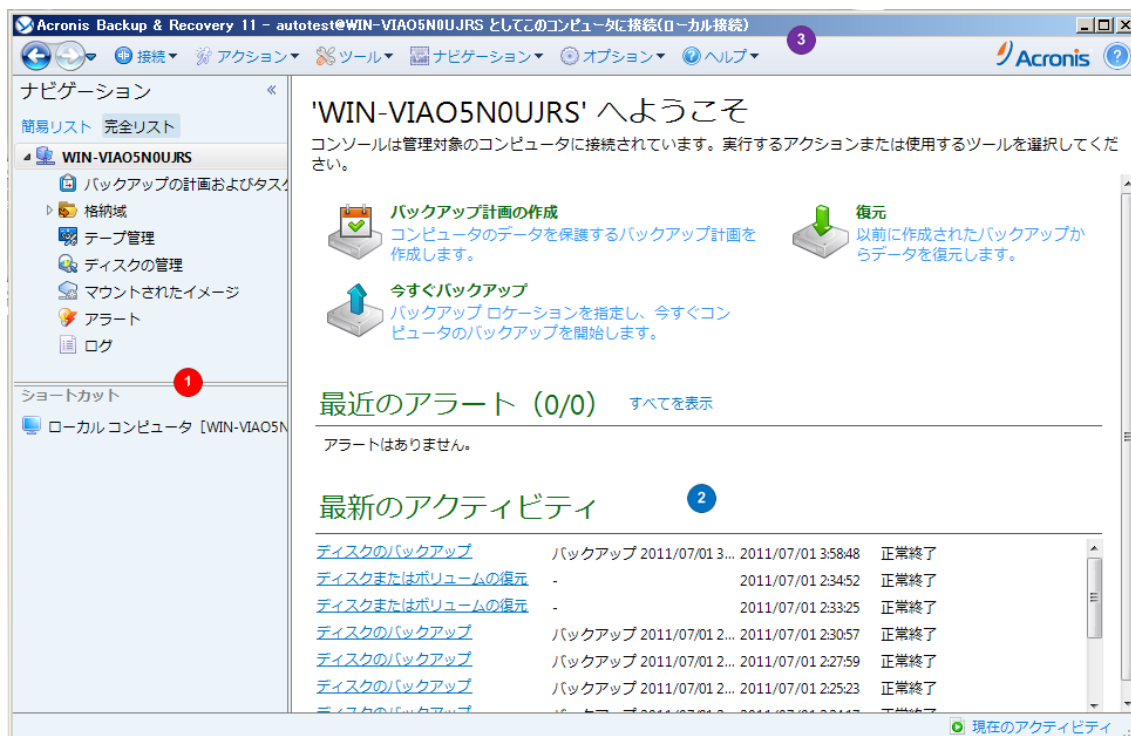 Acronis Backup & Recovery 11 - autotest@WIN-VIAO5N0UJRS としてこのコンピュータに接続(ローカル接続)
接続 アクション ツール ナビゲーション オプション ヘルプ 3 Acronis ?
ナビゲーション
簡易リスト 完全リスト
WIN-VIAO5N0UJRS
バックアップの計画およびタスク
格納域
テープ管理
ディスクの管理
マウントされたイメージ
アラート
ログ
1
ショートカット
ローカル コンピュータ [WIN-VIAO5N
'WIN-VIAO5N0UJRS' へようこそ
コンソールは管理対象のコンピュータに接続されています。実行するアクションまたは使用するツールを選択してくだ
さい。
バックアップ計画の作成
コンピュータのデータを保護するバックアップ計画を
作成します。
復元
以前に作成されたバックアップか
らデータを復元します。
今すぐバックアップ
バックアップ ロケーションを指定し、今すぐコン
ピュータのバックアップを開始します。
最近のアラート (0/0) すべてを表示
アラートはありません。
最新のアクティビティ 2
ディスクのバックアップ バックアップ 2011/07/01 3... 2011/07/01 3:58:48 正常終了
ディスクまたはボリュームの復元 - 2011/07/01 2:34:52 正常終了
ディスクまたはボリュームの復元 - 2011/07/01 2:33:25 正常終了
ディスクのバックアップ バックアップ 2011/07/01 2... 2011/07/01 2:30:57 正常終了
ディスクのバックアップ バックアップ 2011/07/01 2... 2011/07/01 2:27:59 正常終了
ディスクのバックアップ バックアップ 2011/07/01 2... 2011/07/01 2:25:23 正常終了
現在のアクティビティ